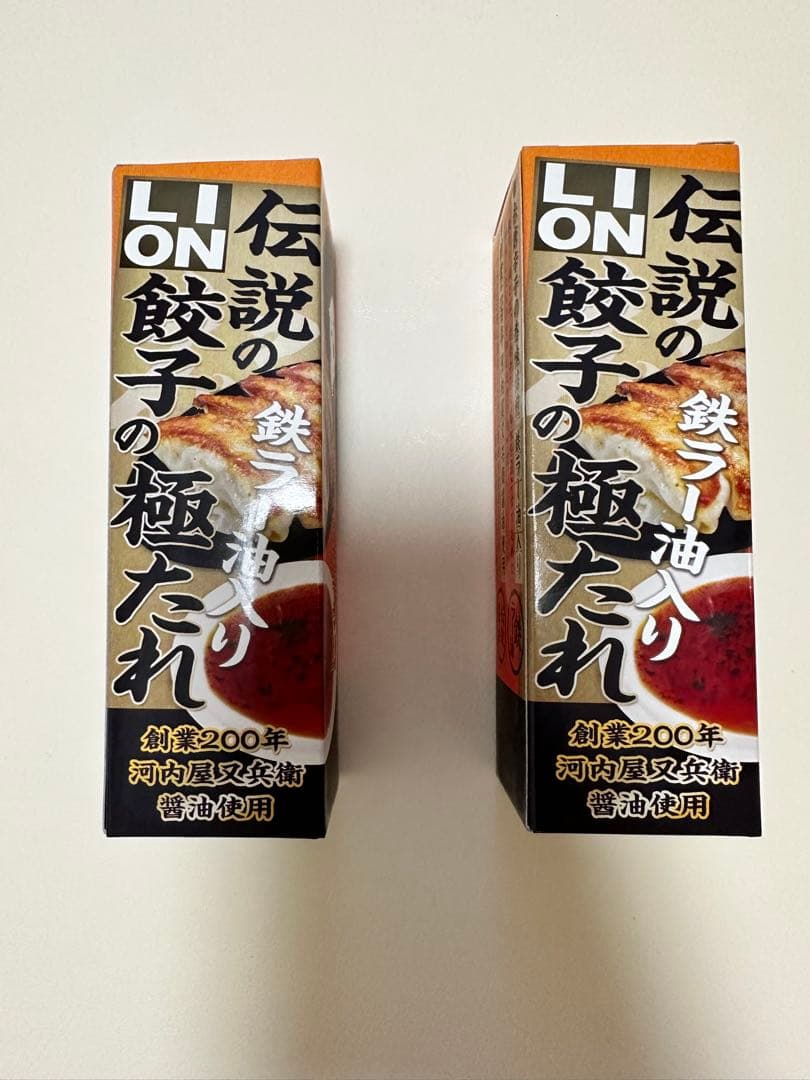 LION
伝説の
餃子の極たれ
鉄ラー油入り
創業200年
河内屋又兵衛
醤油使用
LION
伝説の
餃子の極たれ
鉄ラー油入り
創業200年
河内屋又兵衛
醤油使用